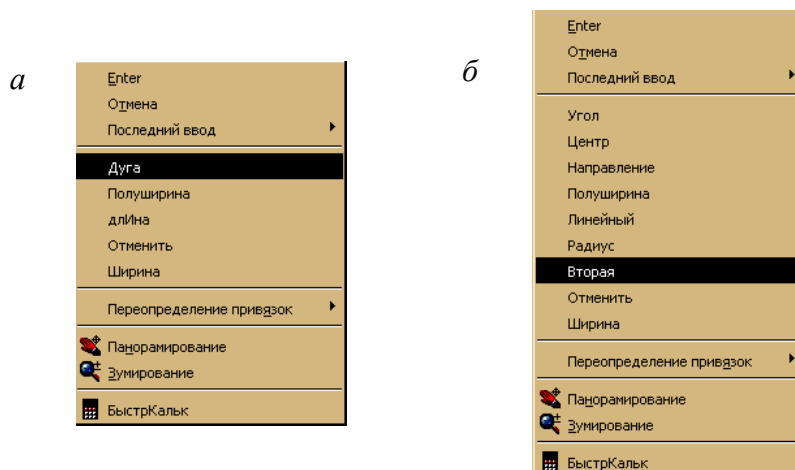 а
Enter
Отмена
Последний ввод
Дуга
Полуширина
длИна
Отменить
Ширина
Переопределение привязок
Панорамирование
Зумирование
БыстрКальк
б
Enter
Отмена
Последний ввод
Угол
Центр
Направление
Полуширина
Линейный
Радиус
Вторая
Отменить
Ширина
Переопределение привязок
Панорамирование
Зумирование
БыстрКальк